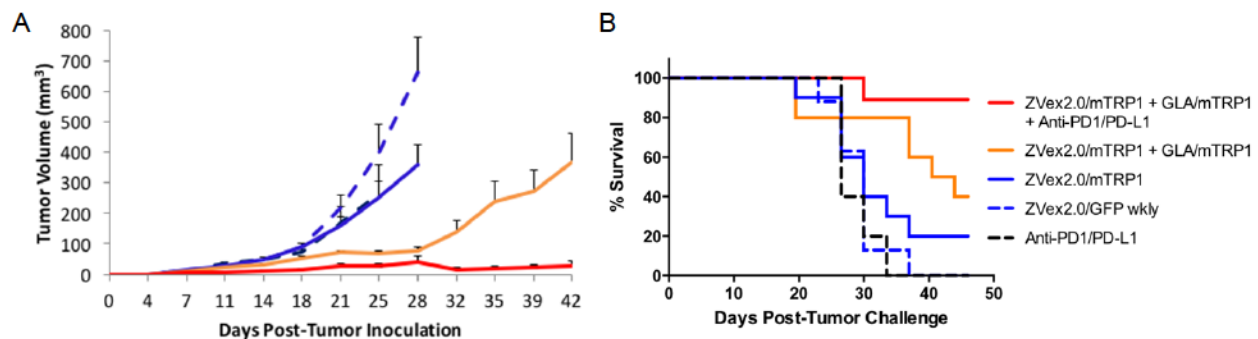 A
800
700
600
500
400
300
200
100
0
Tumor Volume (mm³)
0 4 7 11 14 18 21 25 28 32 35 39 42
Days Post-Tumor Inoculation
B
100
80
60
40
20
0
% Survival
0 10 20 30 40 50
Days Post-Tumor Challenge
ZVex2.0/mTRP1 + GLA/mTRP1
+ Anti-PD1/PD-L1
ZVex2.0/mTRP1 + GLA/mTRP1
ZVex2.0/mTRP1
ZVex2.0/GFP wkly
Anti-PD1/PD-L1